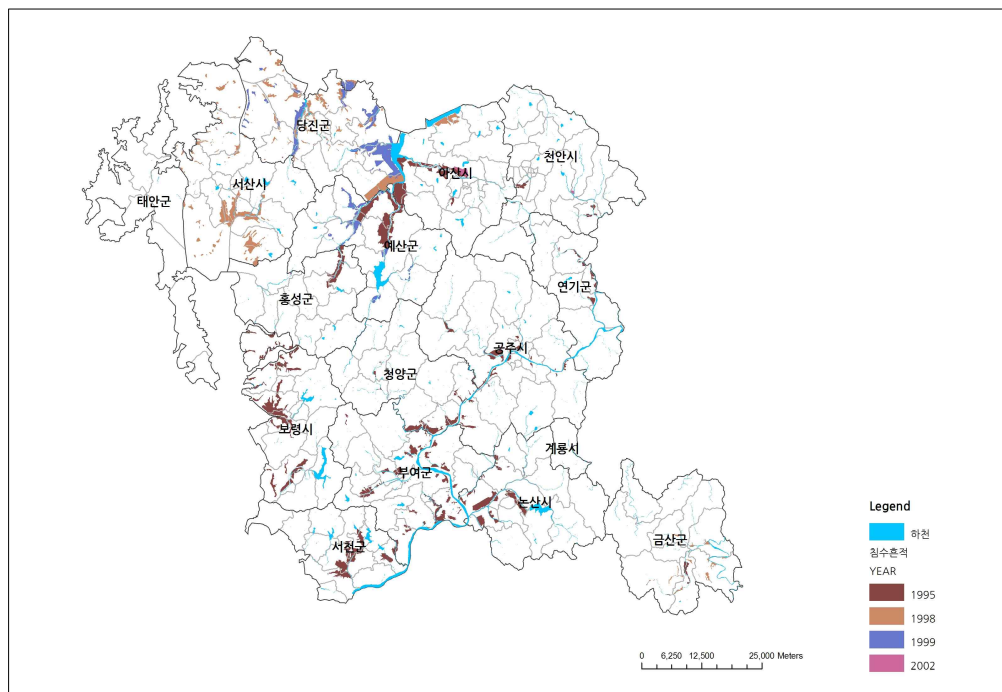 당진군
천안시
아산시
서산시
태안군
예산군
연기군
홍성군
공주시
청양군
보령시
계룡시
부여군
논산시
서천군
금산군
Legend
하천
침수흔적
YEAR
1995
1998
1999
2002
0 6,250 12,500 25,000 Meters